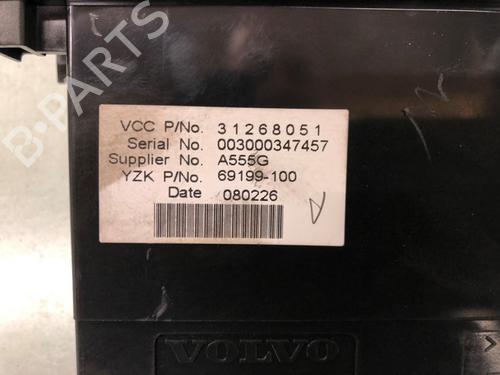 VCC P/No. 31268051
Serial No. 003000347457
Supplier No. A555G
YZK P/No. 69199-100
Date 080226
VOLVO
B-Parts